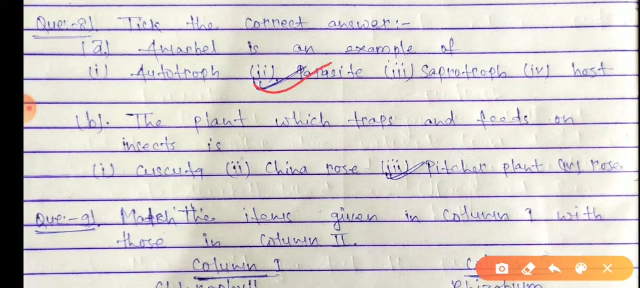 Que:-8) Tick the correct answer:-
(a) Amarbel is an example of
(i) Autotroph (ii) Parasite (iii) Saprotroph (iv) host
(b). The plant which traps and feeds on
insects is
(i) cuscuta (ii) China rose (iii) Pitcher plant (iv) rose.
Que:-9) Match the items given in column I with
those in column II.
Column I